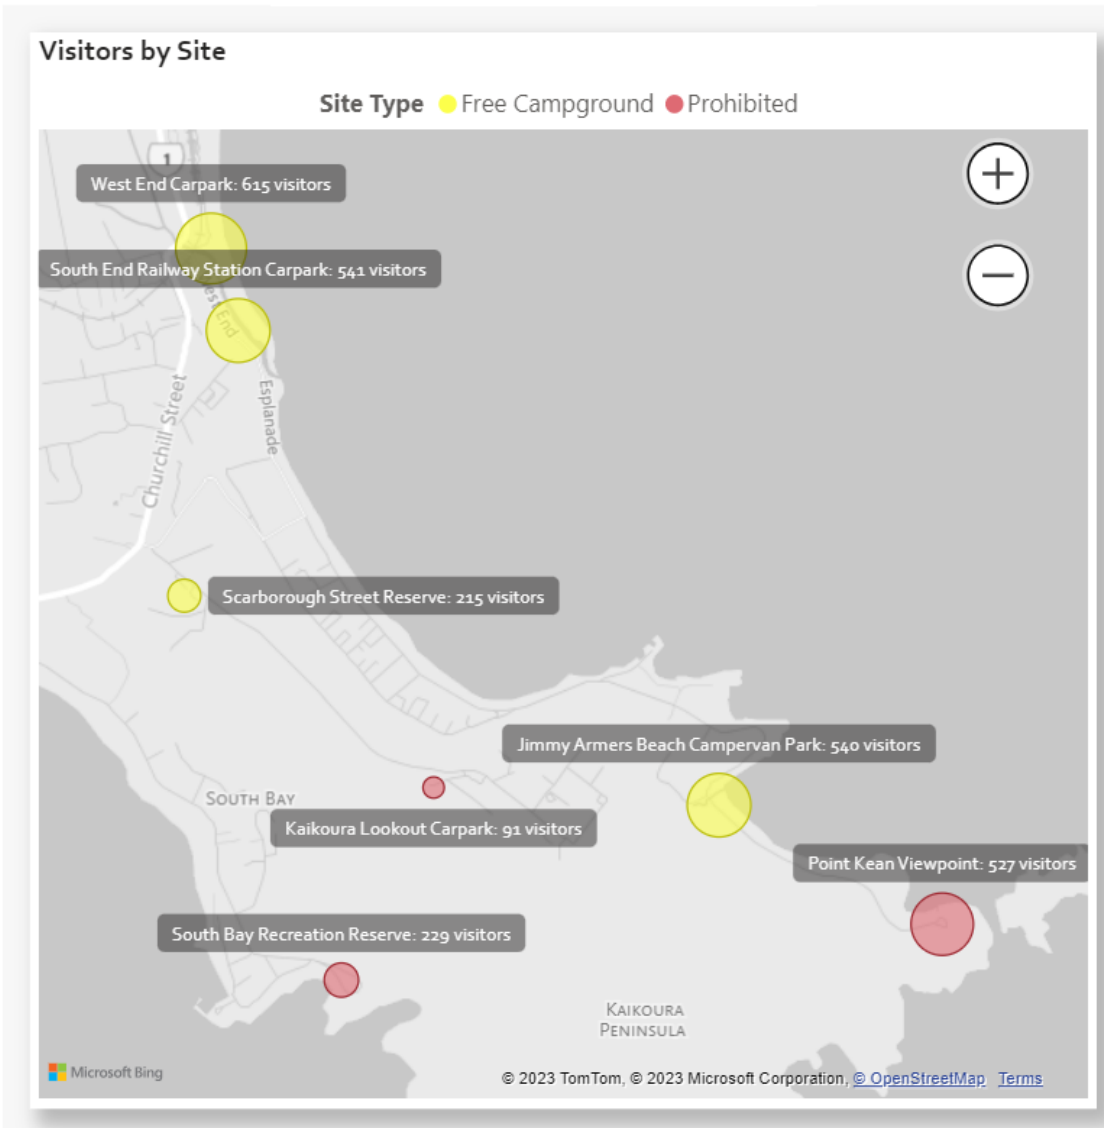 Visitors by Site
Site Type Free Campground Prohibited
1
West End Carpark: 615 visitors
South End Railway Station Carpark: 541 visitors
West End
Esplanade
Churchill Street
Scarborough Street Reserve: 215 visitors
Jimmy Armers Beach Campervan Park: 540 visitors
SOUTH BAY
Kaikoura Lookout Carpark: 91 visitors
Point Kean Viewpoint: 527 visitors
South Bay Recreation Reserve: 229 visitors
KAIKOURA
PENINSULA
Microsoft Bing
© 2023 TomTom, © 2023 Microsoft Corporation, © OpenStreetMap Terms